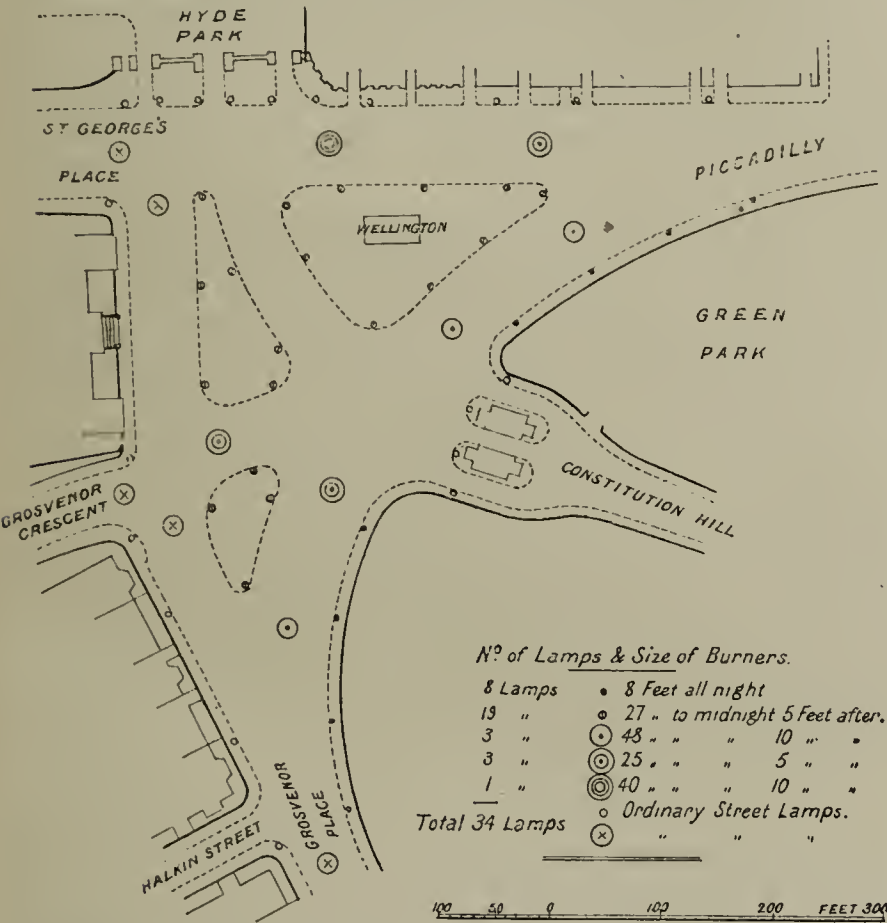 HYDE
PARK
ST GEORGE'S
PLACE
PICCADILLY
WELLINGTON
GREEN
PARK
CONSTITUTION HILL
GROSVENOR
CRESCENT
GROSVENOR
PLACE
HALKIN STREET
Nº of Lamps & Size of Burners.
8 Lamps 8 Feet all night
19 „ 27 „ to midnight 5 Feet after.
3 „ 48 „ „ „ 10 „ „
3 „ 25 „ „ „ 5 „ „
1 „ 40 „ „ „ 10 „ „
Total 34 Lamps
Ordinary Street Lamps.
„ „ „
100 50 0 100 200 FEET 300